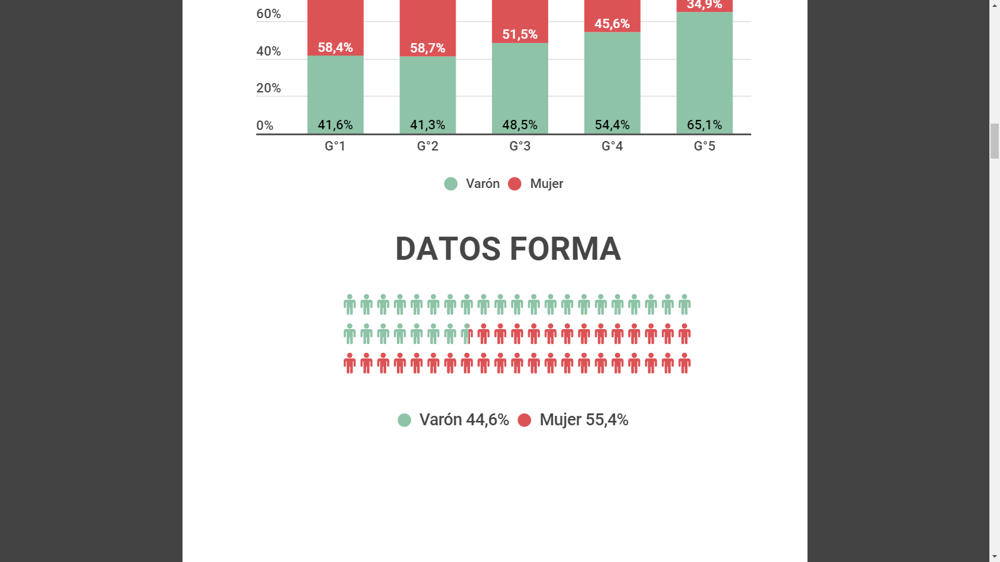 60%
34,9%
45,6%
51,5%
58,4% 58,7%
40%
20%
0% 41,6% 41,3% 48,5% 54,4% 65,1%
G°1 G°2 G°3 G°4 G°5
Varón Mujer
DATOS FORMA
Varón 44,6% Mujer 55,4%